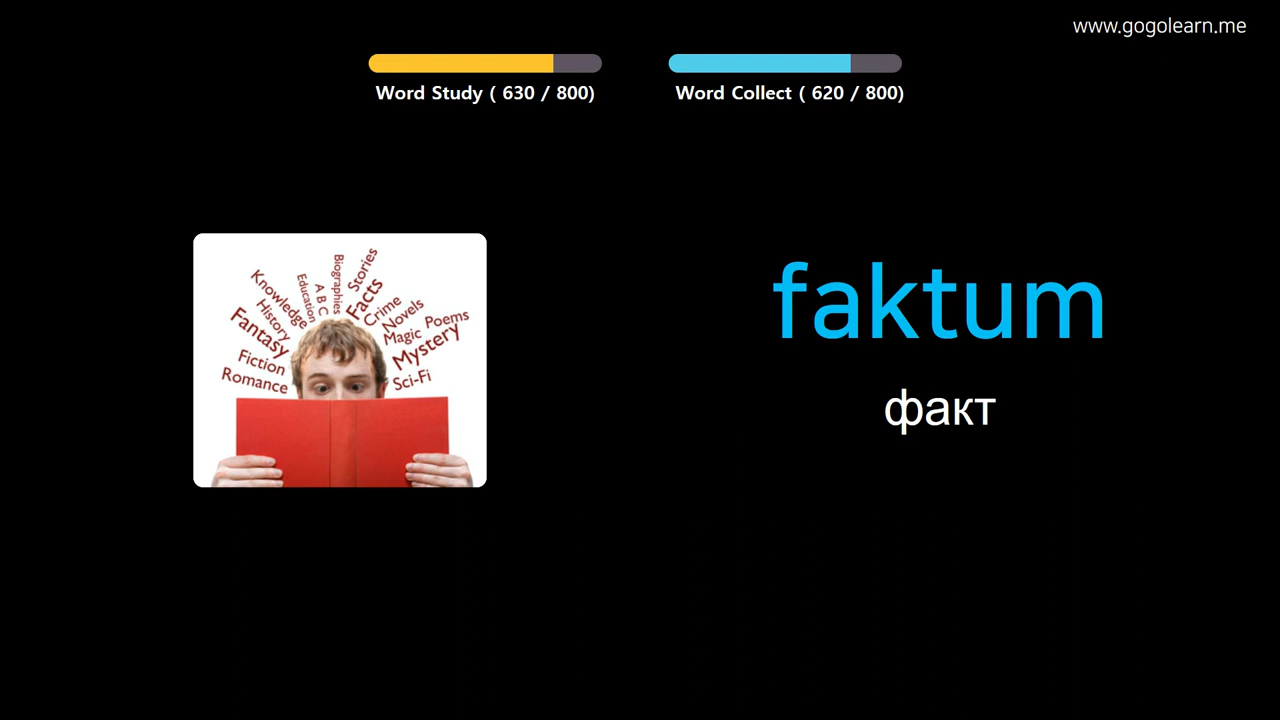 www.gogolearn.me
Word Study ( 630 / 800)
Word Collect ( 620 / 800)
Stories
Biographies
Facts
Knowledge
Education
A B C
Crime
History
Novels
Fantasy
Poems
Magic
Mystery
Fiction
Romance
Sci-Fi
faktum
факт